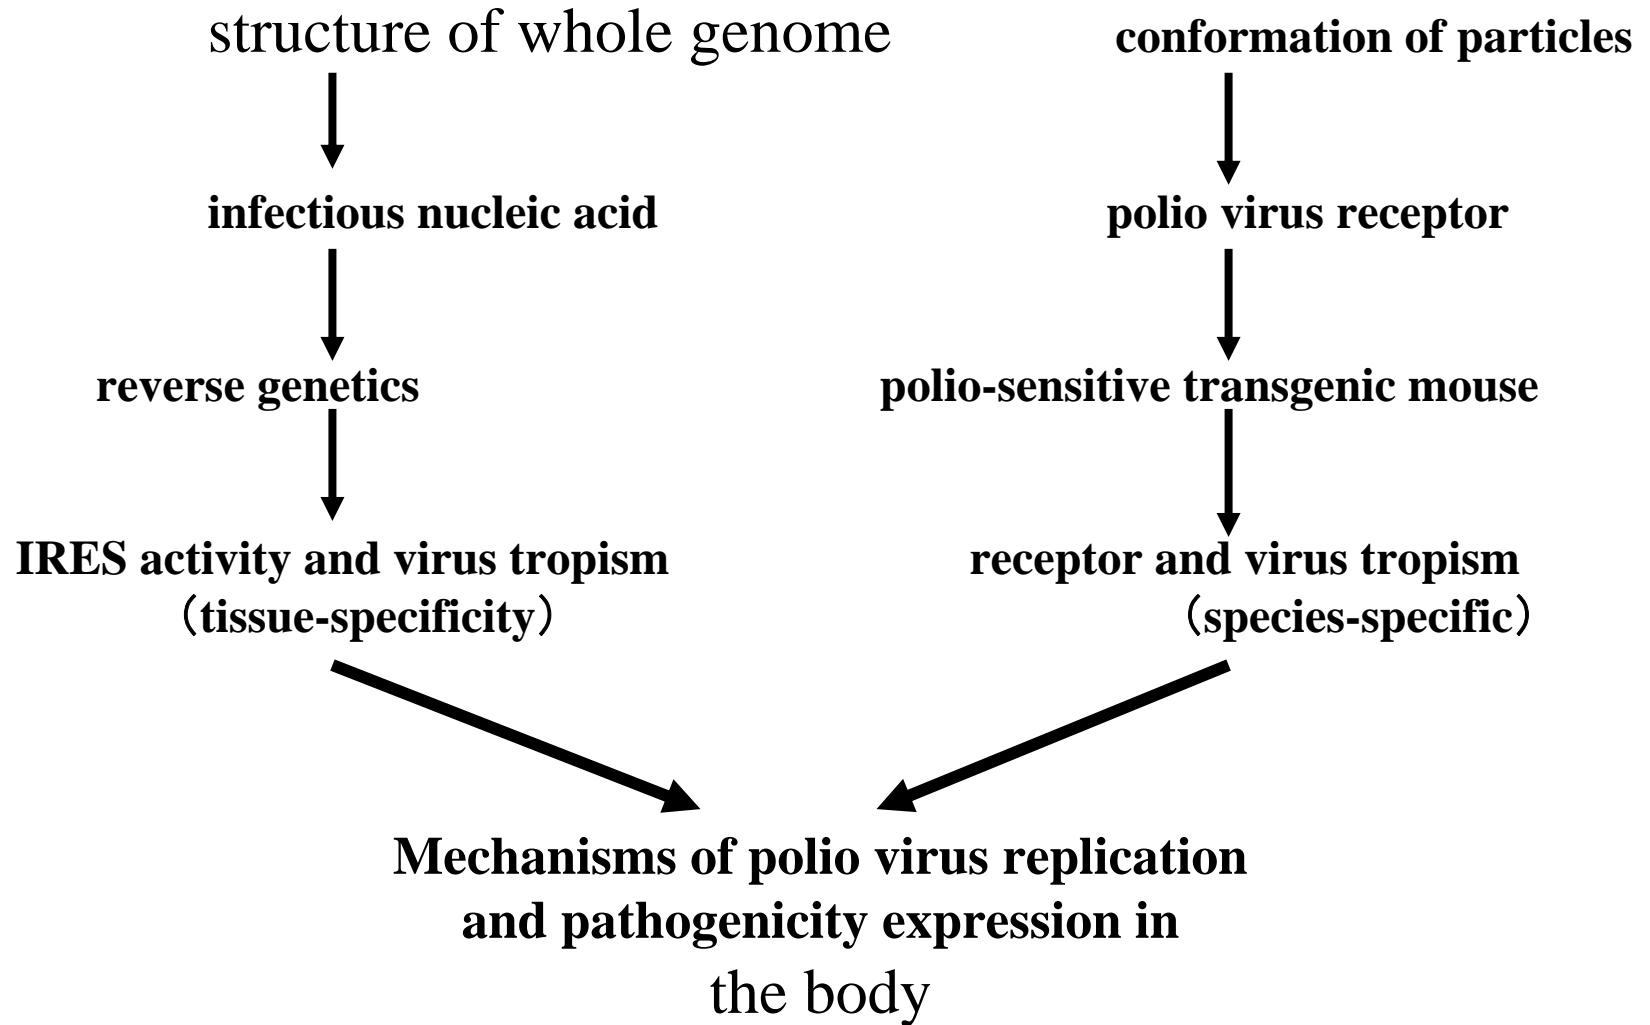 structure of whole genome
conformation of particles
infectious nucleic acid
polio virus receptor
reverse genetics
polio-sensitive transgenic mouse
IRES activity and virus tropism
（tissue-specificity）
receptor and virus tropism
（species-specific）
Mechanisms of polio virus replication
and pathogenicity expression in
the body